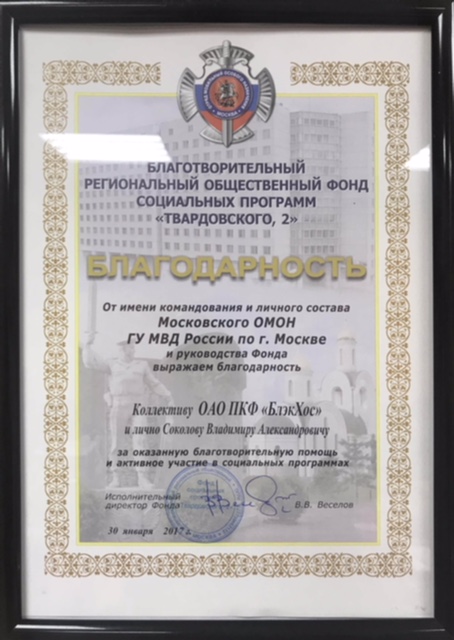 БЛАГОТВОРИТЕЛЬНЫЙ
РЕГИОНАЛЬНЫЙ ОБЩЕСТВЕННЫЙ ФОНД
СОЦИАЛЬНЫХ ПРОГРАММ
«ТВАРДОВСКОГО, 2»
БЛАГОДАРНОСТЬ
От имени командования и личного состава
Московского ОМОН
ГУ МВД России по г. Москве
и руководства Фонда
выражаем благодарность
Коллективу ОАО ПКФ «БлэкХос»
и лично Соколову Владимиру Александровичу
за оказанную благотворительную помощь
и активное участие в социальных программах
Исполнительный
директор Фонда
В.В. Веселов
30 января 2017 г.